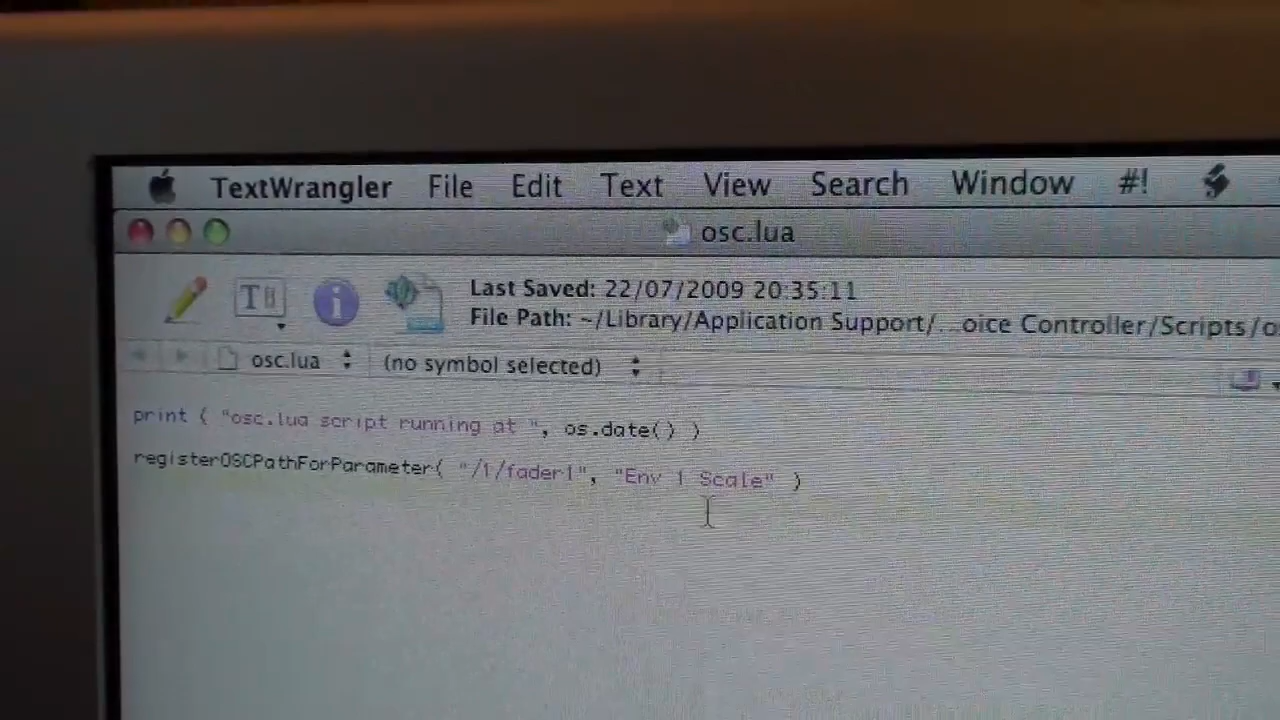 TextWrangler File Edit Text View Search Window #!
osc.lua
Last Saved: 22/07/2009 20:35:11
File Path: ~/Library/Application Support/...oice Controller/Scripts/o
osc.lua (no symbol selected)
print ( "osc.lua script running at ", os.date() )
registerOSCPathForParameter( "/1/fader1", "Env 1 Scale" )